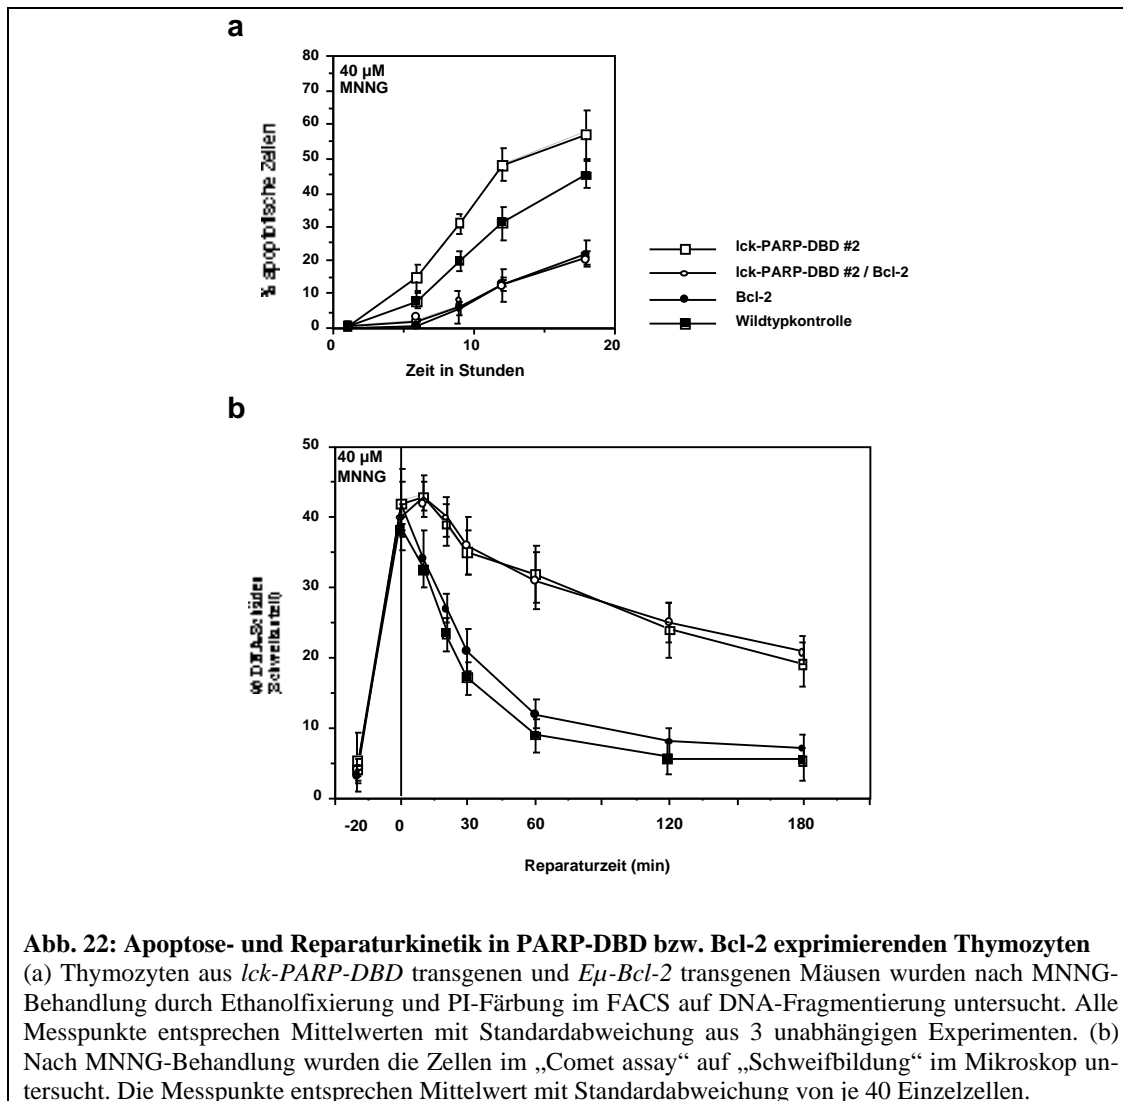 a
80
70
60
50
40
30
20
10
0
40 µM
MNNG
% apoptotische Zellen
0
10
20
Zeit in Stunden
lck-PARP-DBD #2
lck-PARP-DBD #2 / Bcl-2
Bcl-2
Wildtypkontrolle
b
50
40
30
20
10
0
40 µM
MNNG
% DNA-Schäden
(Schweifanteil)
-20
0
30
60
120
180
Reparaturzeit (min)
Abb. 22: Apoptose- und Reparaturkinetik in PARP-DBD bzw. Bcl-2 exprimierenden Thymozyten
(a) Thymozyten aus lck-PARP-DBD transgenen und Eµ-Bcl-2 transgenen Mäusen wurden nach MNNG-
Behandlung durch Ethanolfixierung und PI-Färbung im FACS auf DNA-Fragmentierung untersucht. Alle
Messpunkte entsprechen Mittelwerten mit Standardabweichung aus 3 unabhängigen Experimenten. (b)
Nach MNNG-Behandlung wurden die Zellen im „Comet assay“ auf „Schweifbildung“ im Mikroskop un-
tersucht. Die Messpunkte entsprechen Mittelwert mit Standardabweichung von je 40 Einzelzellen.